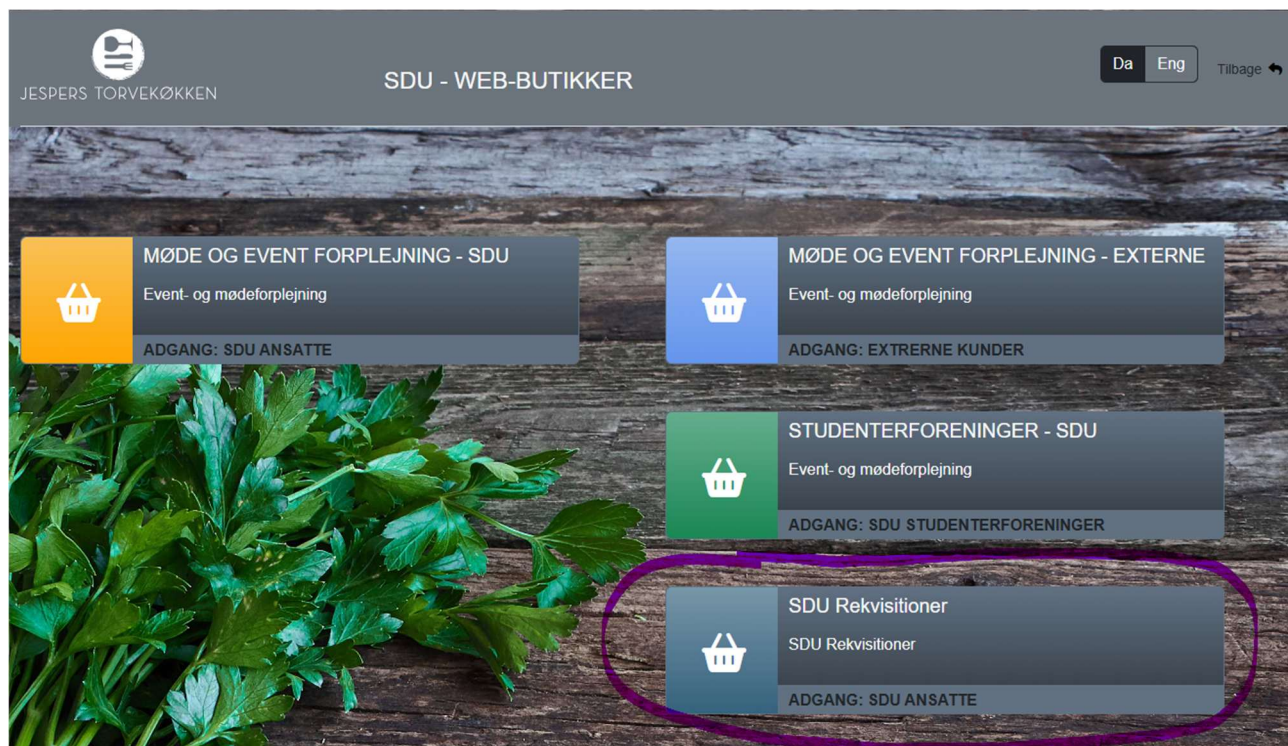 JESPERS TORVEKØKKEN
SDU - WEB-BUTIKKER
Da Eng
Tilbage
MØDE OG EVENT FORPLEJNING - SDU
Event- og mødeforplejning
ADGANG: SDU ANSATTE
MØDE OG EVENT FORPLEJNING - EXTERNE
Event- og mødeforplejning
ADGANG: EXTRERNE KUNDER
STUDENTERFORENINGER - SDU
Event- og mødeforplejning
ADGANG: SDU STUDENTERFORENINGER
SDU Rekvisitioner
SDU Rekvisitioner
ADGANG: SDU ANSATTE